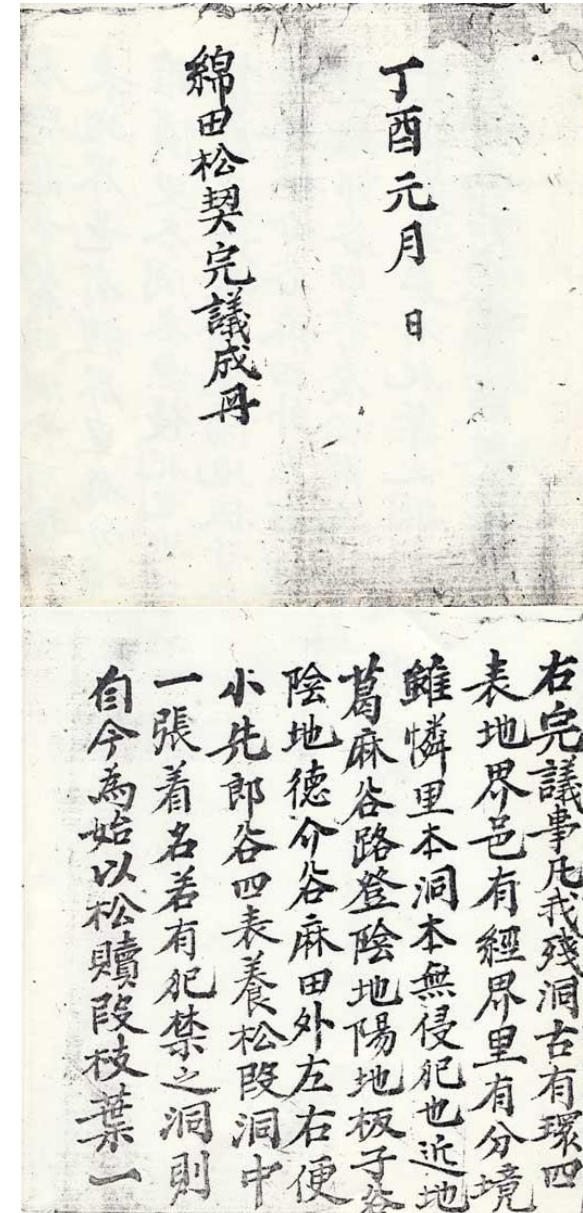 丁酉元月 日
綿田松契完議成冊
右完議事凡我殘洞古有環四
表地界邑有經界里有分境
雖憐里本洞本無侵犯也近地
葛麻谷路登陰地陽地板子谷
陰地德介谷麻田外左右便
小先郎谷四表養松段洞中
一張着名若有犯禁之洞則
自今為始以松贖段枝葉一